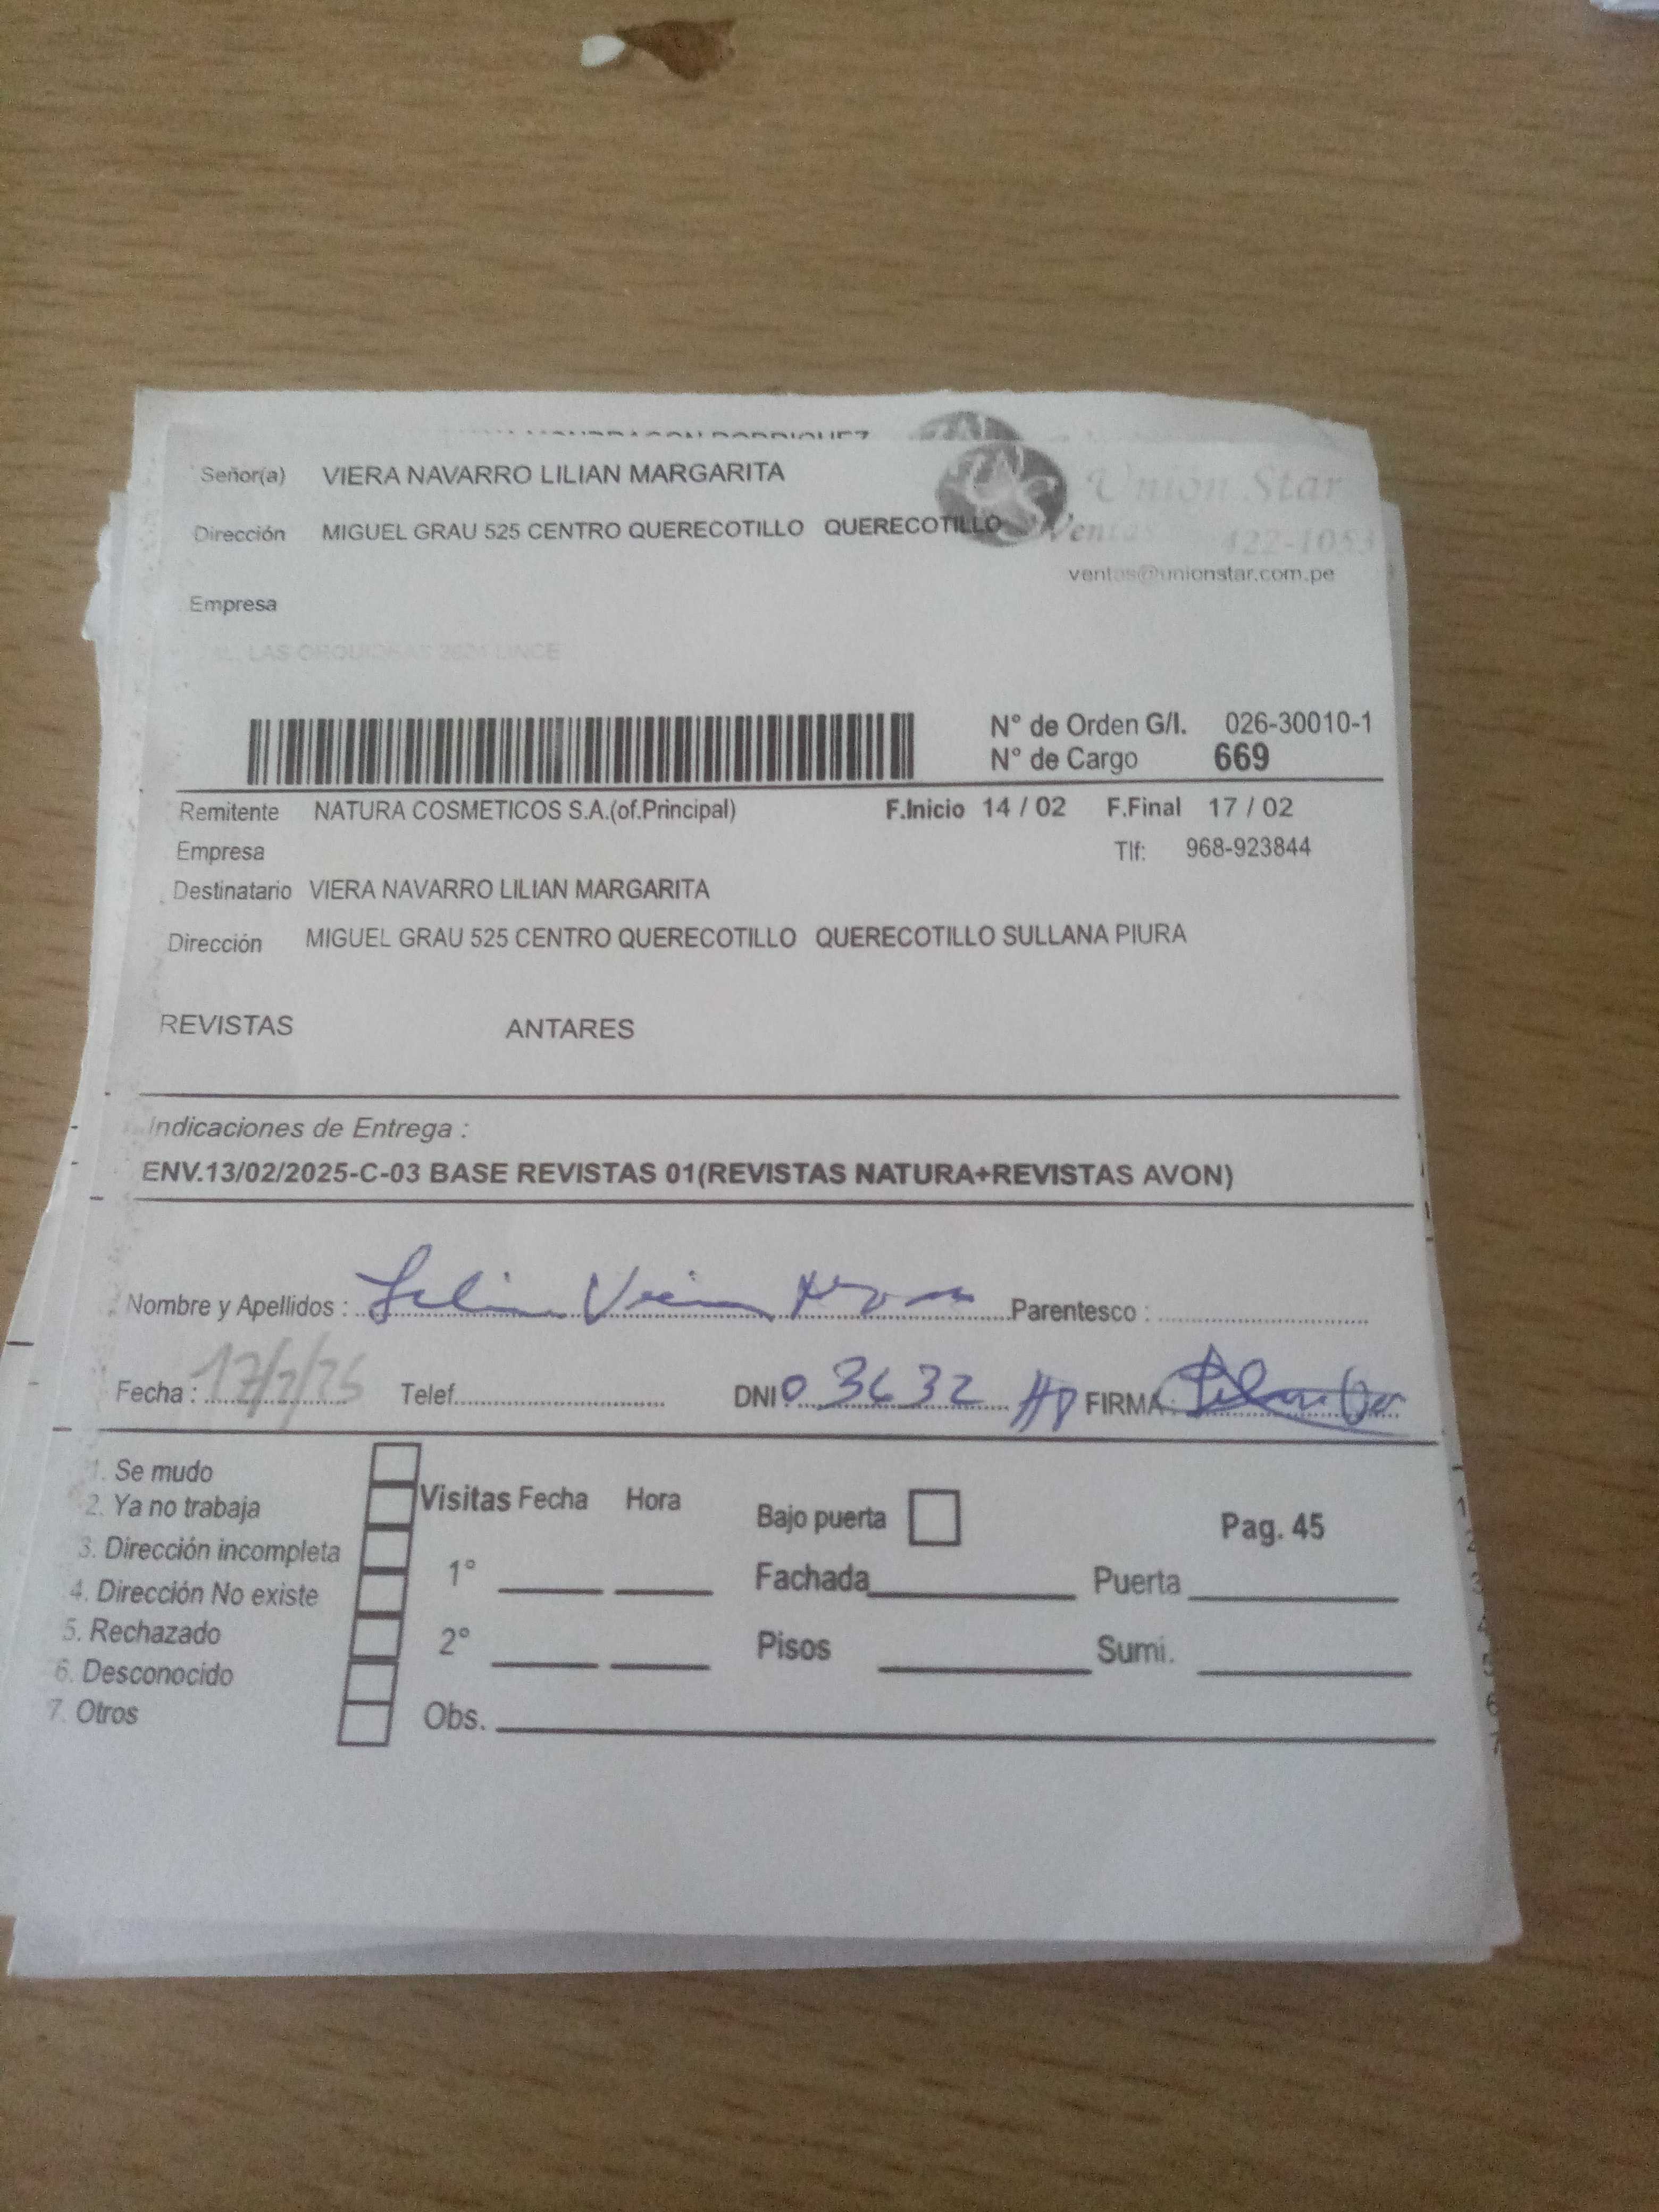 Señor(a) VIERA NAVARRO LILIAN MARGARITA
Unión Star
Dirección MIGUEL GRAU 525 CENTRO QUERECOTILLO QUERECOTILLO
Ventas 422-1053
ventas@unionstar.com.pe
Empresa
LINCE
N° de Orden G/I. 026-30010-1
N° de Cargo 669
Remitente NATURA COSMETICOS S.A.(of.Principal) F.Inicio 14 / 02 F.Final 17 / 02
Empresa Tlf: 968-923844
Destinatario VIERA NAVARRO LILIAN MARGARITA
Dirección MIGUEL GRAU 525 CENTRO QUERECOTILLO QUERECOTILLO SULLANA PIURA
REVISTAS ANTARES
Indicaciones de Entrega :
ENV.13/02/2025-C-03 BASE REVISTAS 01(REVISTAS NATURA+REVISTAS AVON)
Nombre y Apellidos : Parentesco :
Fecha : 17/2/25 Telef. DNI 03632 FIRMA
1. Se mudo
2. Ya no trabaja
3. Dirección incompleta
4. Dirección No existe
5. Rechazado
6. Desconocido
7. Otros
Visitas Fecha Hora
1°
2°
Obs.
Bajo puerta Pag. 45
Fachada Puerta
Pisos Sumi.